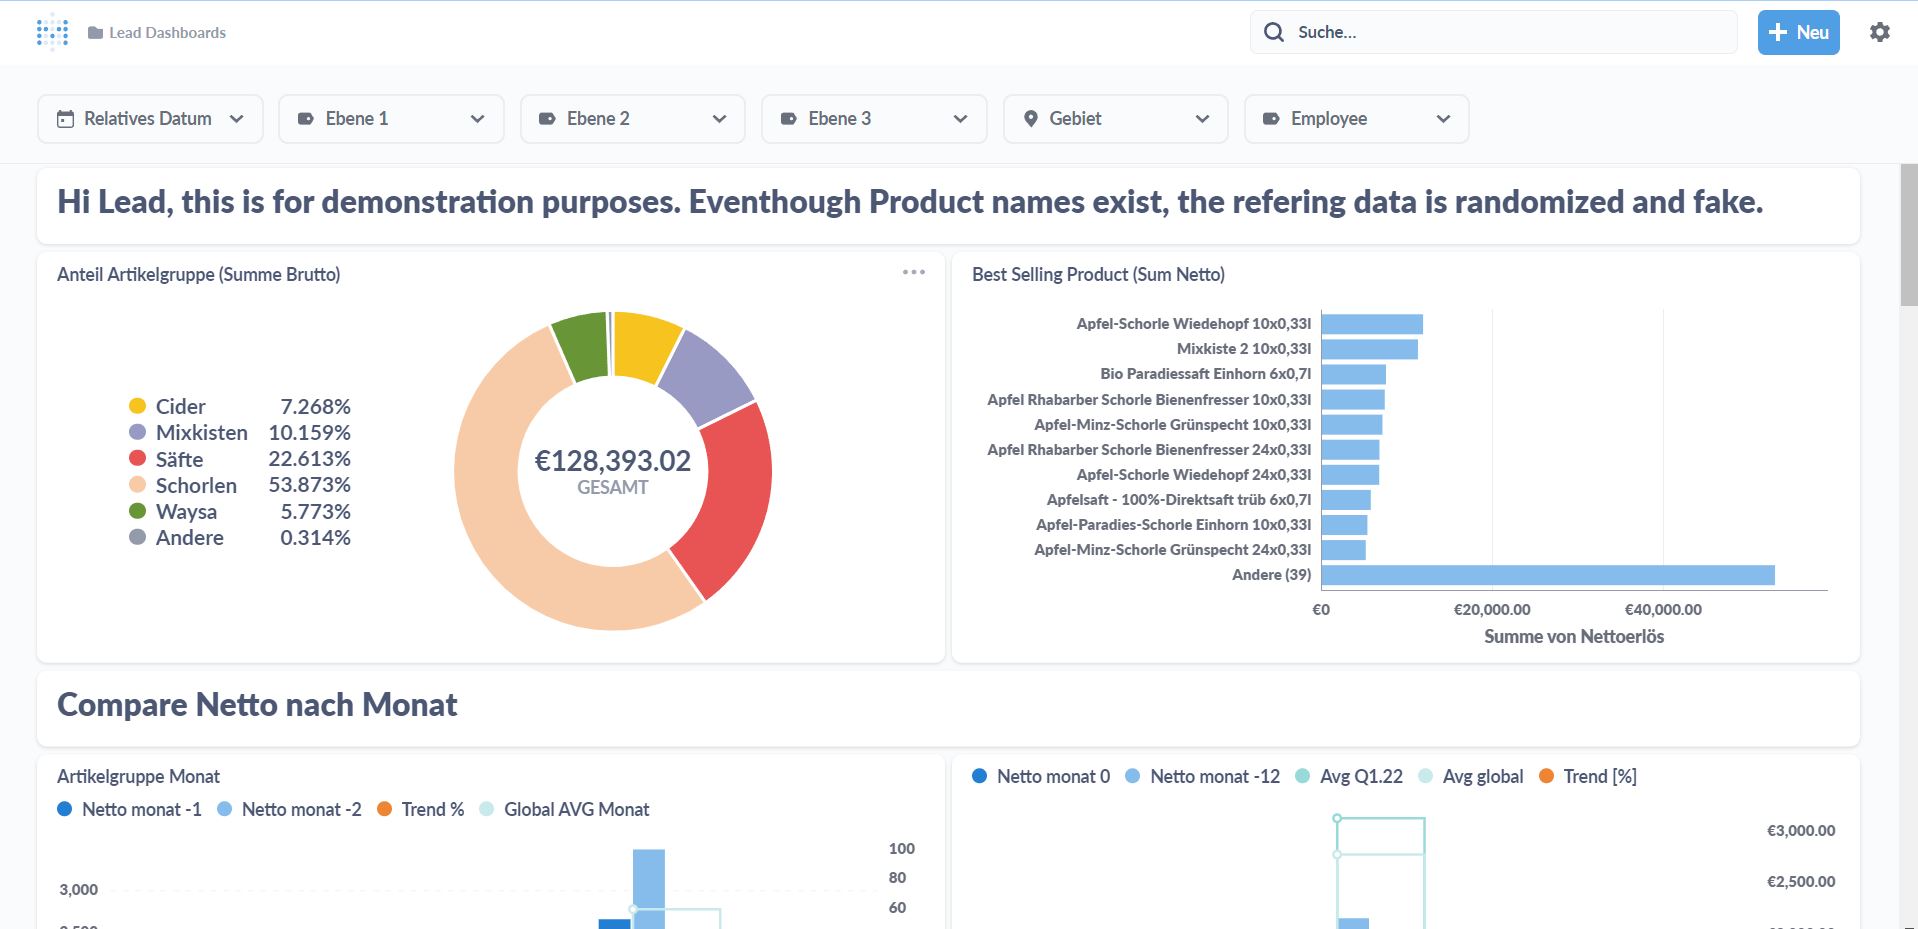 Lead Dashboards
Suche...
Neu
Relatives Datum
Ebene 1
Ebene 2
Ebene 3
Gebiet
Employee
Hi Lead, this is for demonstration purposes. Eventhough Product names exist, the refering data is randomized and fake.
Anteil Artikelgruppe (Summe Brutto)
Cider 7.268%
Mixkisten 10.159%
Säfte 22.613%
Schorlen 53.873%
Waysa 5.773%
Andere 0.314%
€128,393.02
GESAMT
Best Selling Product (Sum Netto)
Apfel-Schorle Wiedehopf 10x0,33l
Mixkiste 2 10x0,33l
Bio Paradiessaft Einhorn 6x0,7l
Apfel Rhabarber Schorle Bienenfresser 10x0,33l
Apfel-Minz-Schorle Grünspecht 10x0,33l
Apfel Rhabarber Schorle Bienenfresser 24x0,33l
Apfel-Schorle Wiedehopf 24x0,33l
Apfelsaft - 100%-Direktsaft trüb 6x0,7l
Apfel-Paradies-Schorle Einhorn 10x0,33l
Apfel-Minz-Schorle Grünspecht 24x0,33l
Andere (39)
€0 €20,000.00 €40,000.00
Summe von Nettoerlös
Compare Netto nach Monat
Artikelgruppe Monat
Netto monat -1 Netto monat -2 Trend % Global AVG Monat
3,000
100
80
60
Netto monat 0 Netto monat -12 Avg Q1.22 Avg global Trend [%]
€3,000.00
€2,500.00